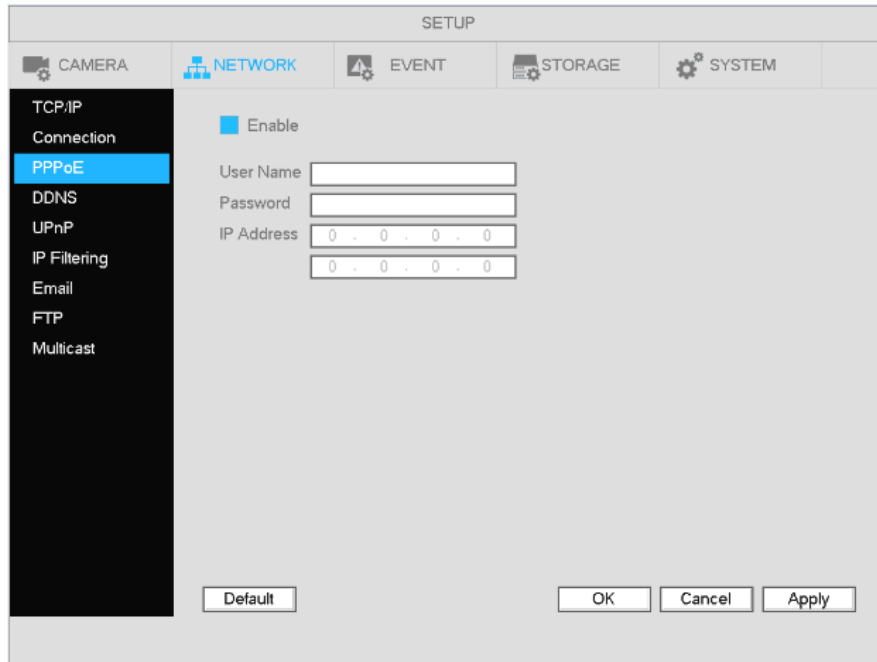 SETUP
CAMERA NETWORK EVENT STORAGE SYSTEM
TCP/IP
Connection
PPPoE
DDNS
UPnP
IP Filtering
Email
FTP
Multicast
Enable
User Name
Password
IP Address 0 . 0 . 0 . 0
0 . 0 . 0 . 0
Default OK Cancel Apply